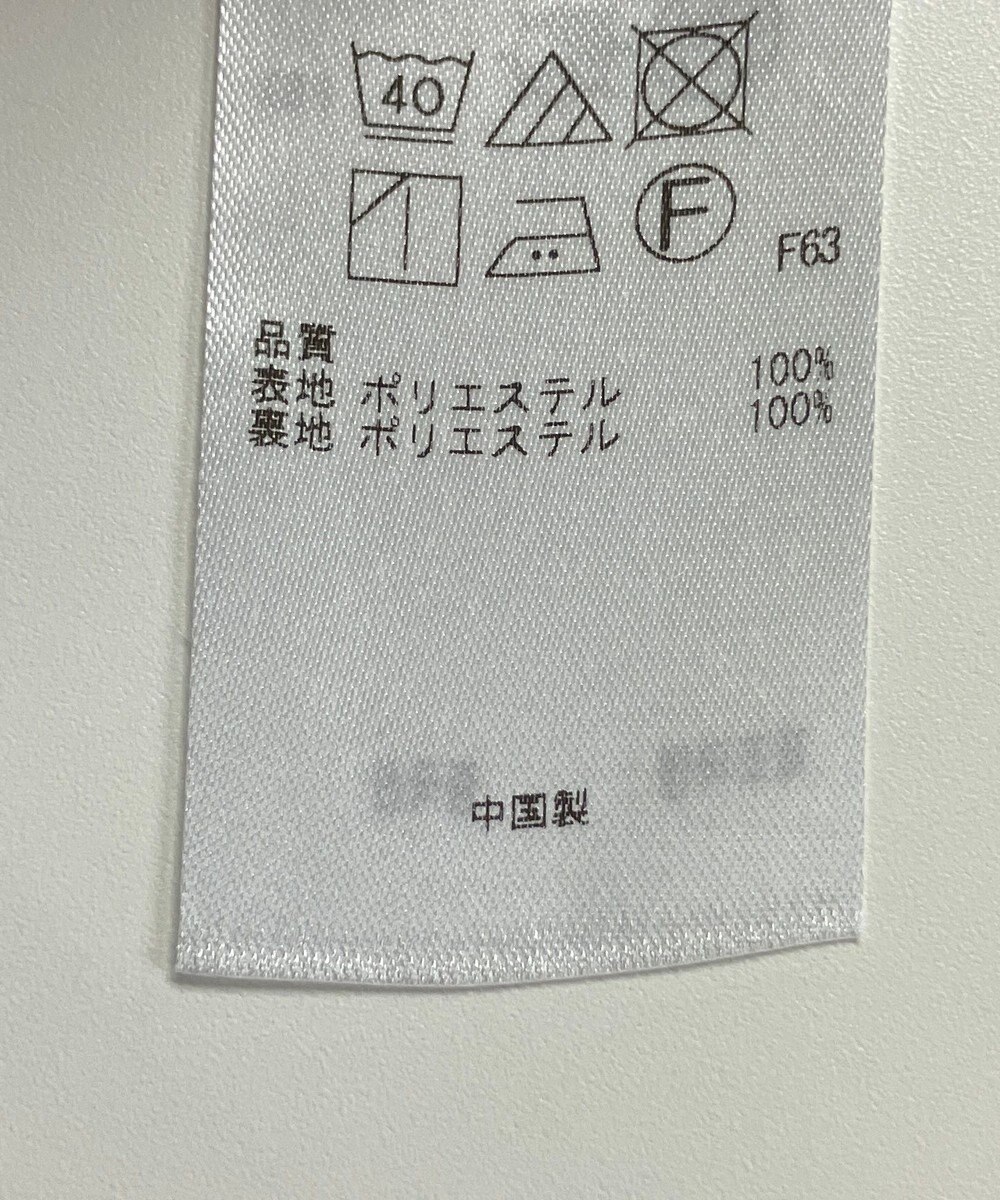 40
F
F63
品質
表地 ポリエステル 100%
裏地 ポリエステル 100%
中国製